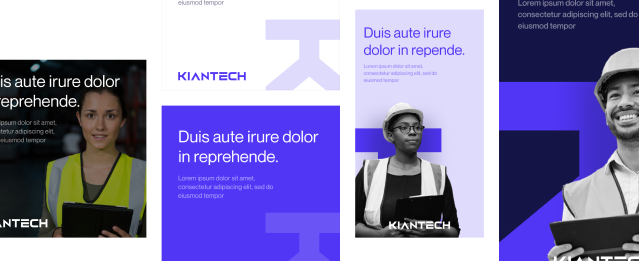 is aute irure dolor
reprehende.
ipsum dolor sit amet,
tetur adipiscing elit,
eiusmod tempor
ANTECH
eiusmod tempor
KIANTECH
Duis aute irure dolor
in reprehende.
Lorem ipsum dolor sit amet,
consectetur adipiscing elit, sed do
eiusmod tempor
Duis aute irure
dolor in repende.
Lorem ipsum dolor sit amet,
consectetur adipiscing elit, sed do
eiusmod tempor
KIANTECH
Lorem ipsum dolor sit amet,
consectetur adipiscing elit, sed do
eiusmod tempor
KIANTECH